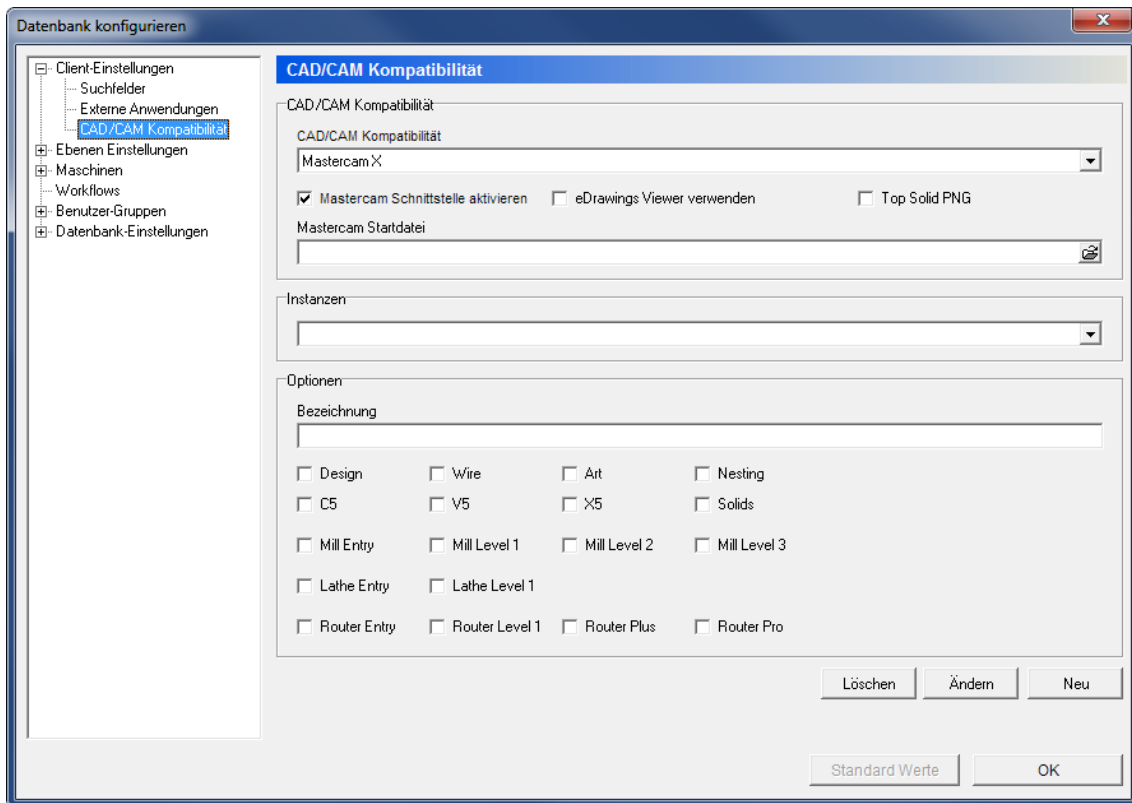 Datenbank konfigurieren
Client-Einstellungen
Suchfelder
Externe Anwendungen
CAD/CAM Kompatibilität
Ebenen Einstellungen
Maschinen
Workflows
Benutzer-Gruppen
Datenbank-Einstellungen
CAD/CAM Kompatibilität
CAD/CAM Kompatibilität
CAD/CAM Kompatibilität
Mastercam X
Mastercam Schnittstelle aktivieren eDrawings Viewer verwenden Top Solid PNG
Mastercam Startdatei
Instanzen
Optionen
Bezeichnung
Design Wire Art Nesting
C5 V5 X5 Solids
Mill Entry Mill Level 1 Mill Level 2 Mill Level 3
Lathe Entry Lathe Level 1
Router Entry Router Level 1 Router Plus Router Pro
Löschen Ändern Neu
Standard Werte OK